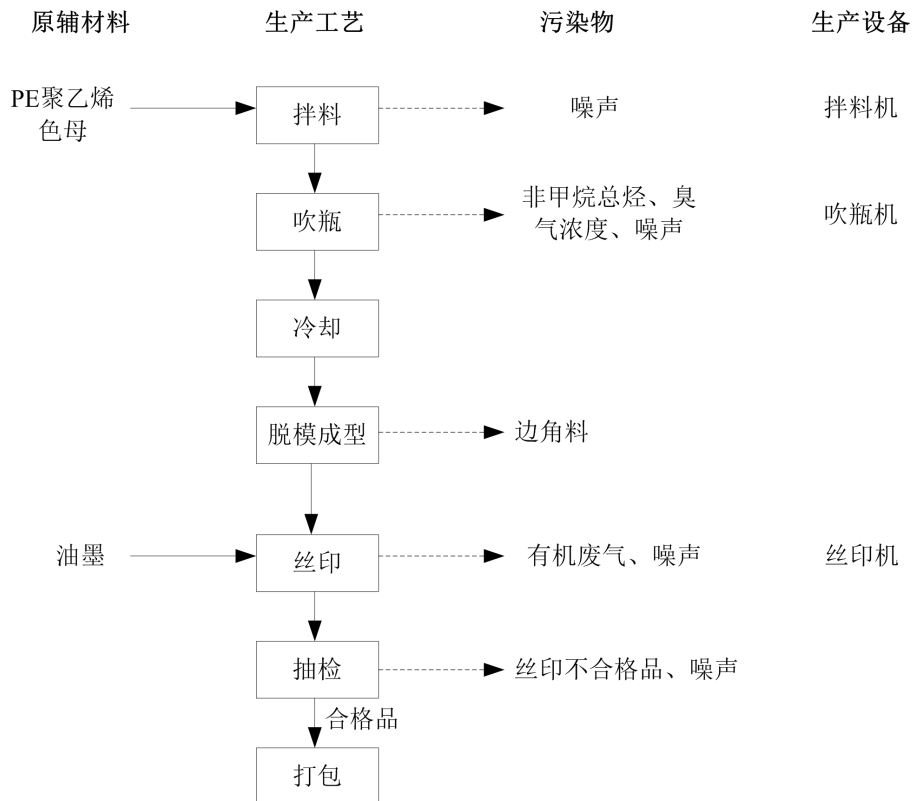 原辅材料 生产工艺 污染物 生产设备
PE聚乙烯
色母
拌料 噪声 拌料机
吹瓶
非甲烷总烃、臭
气浓度、噪声
吹瓶机
冷却
脱模成型 边角料
油墨 丝印 有机废气、噪声 丝印机
抽检 丝印不合格品、噪声
合格品
打包